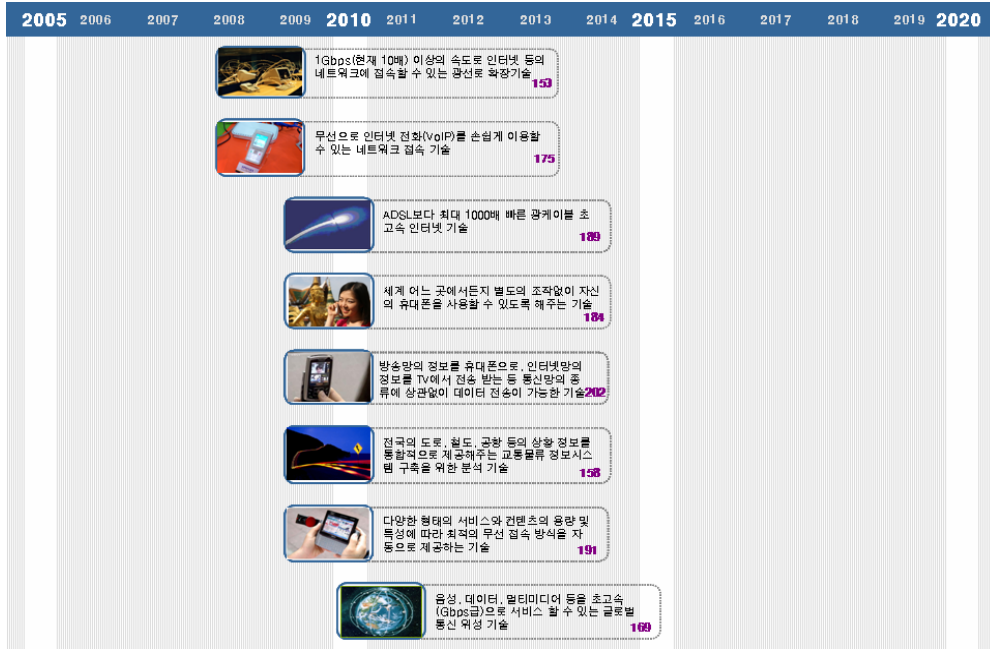 2005 2006 2007 2008 2009 2010 2011 2012 2013 2014 2015 2016 2017 2018 2019 2020
1Gbps(현재 10배) 이상의 속도로 인터넷 등의
네트워크에 접속할 수 있는 광선로 확장기술
153
무선으로 인터넷 전화(VoIP)를 손쉽게 이용할
수 있는 네트워크 접속 기술
175
ADSL보다 최대 1000배 빠른 광케이블 초
고속 인터넷 기술
189
세계 어느 곳에서든지 별도의 조작없이 자신
의 휴대폰을 사용할 수 있도록 해주는 기술
184
방송망의 정보를 휴대폰으로, 인터넷망의
정보를 TV에서 전송 받는 등 통신망의 종
류에 상관없이 데이터 전송이 가능한 기술202
전국의 도로, 철도, 공항 등의 상황 정보를
통합적으로 제공해주는 교통물류 정보시스
템 구축을 위한 분석 기술
158
다양한 형태의 서비스와 컨텐츠의 용량 및
특성에 따라 최적의 무선 접속 방식을 자
동으로 제공하는 기술
191
음성, 데이터, 멀티미디어 등을 초고속
(Gbps급)으로 서비스 할 수 있는 글로벌
통신 위성 기술
169